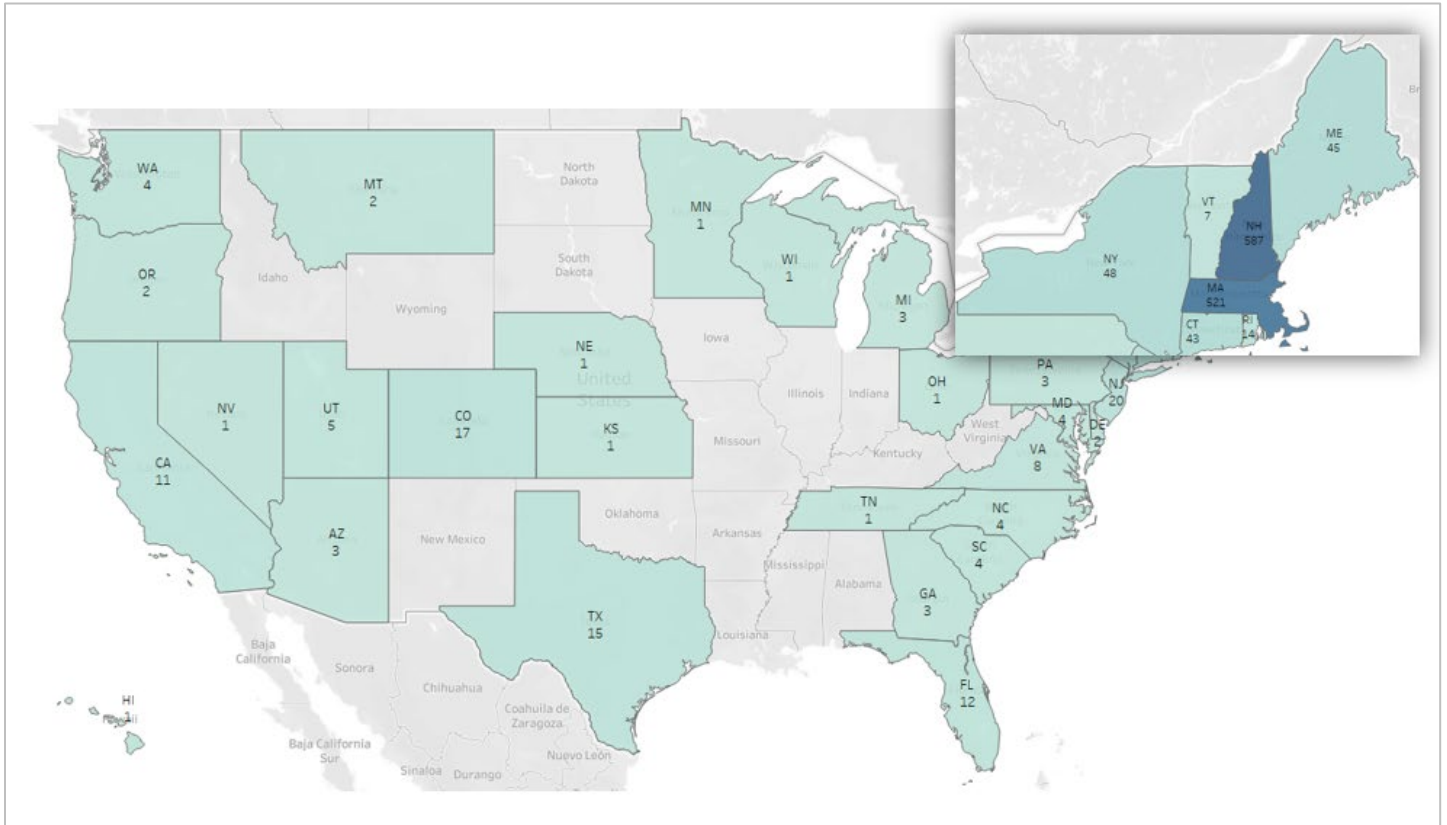 WA
4
MT
2
North
Dakota
MN
1
OR
2
Idaho
South
Dakota
WI
1
MI
3
Wyoming
Iowa
NE
1
United
States
NV
1
UT
5
CO
17
KS
1
CA
11
Illinois
Indiana
OH
1
PA
3
NJ
20
MD
4
DE
2
West
Virginia
VA
8
Missouri
Kentucky
AZ
3
New Mexico
Oklahoma
Arkansas
TN
1
NC
4
SC
4
Mississippi
Alabama
GA
3
TX
15
Louisiana
FL
12
HI
1
Baja
California
Sonora
Chihuahua
Coahuila de
Zaragoza
Baja California
Sur
Sinaloa
Durango
Nuevo León
ME
45
VT
7
NH
587
NY
48
MA
521
CT
43
RI
14
Br